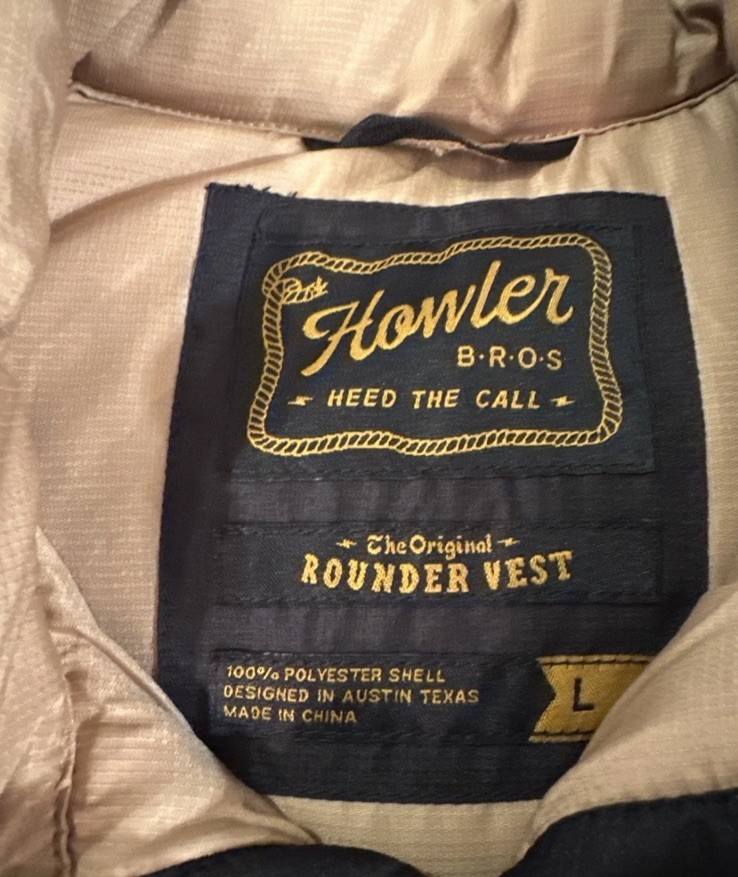 Howler
B·R·O·S
HEED THE CALL
The Original
ROUNDER VEST
100% POLYESTER SHELL
DESIGNED IN AUSTIN TEXAS
MADE IN CHINA
L